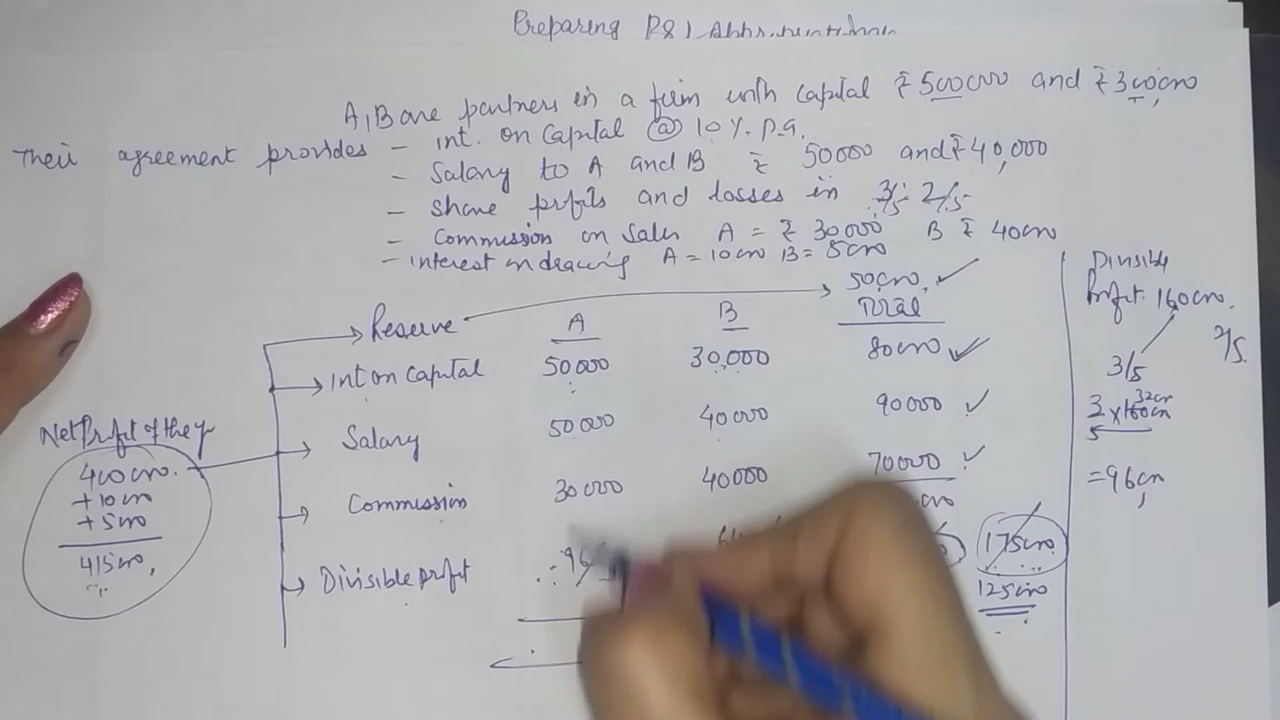 Preparing P&L
A, B are partners in a firm with capital ₹ 500000 and ₹ 300,000
Their agreement provides - int. on capital @ 10 %. p.a.
- Salary to A and B ₹ 50000 and ₹ 40,000
- Share profits and losses in 3/5 2/5
- Commission on Sales A = ₹ 30000 B ₹ 40000
- interest on drawing A = 10000 B = 5000
Reserve 50000,
A B Total
Int on Capital 50000 30,000 80000
Salary 50000 40000 90000
Commission 30000 40000 70000
Divisible profit 96 175000
125000
Net Profit of the
400000.
+ 10000
+ 5000
415000,
Divisible
Profit. 160000.
3/5 2/5.
32000
3/5 x 160000
= 96000,